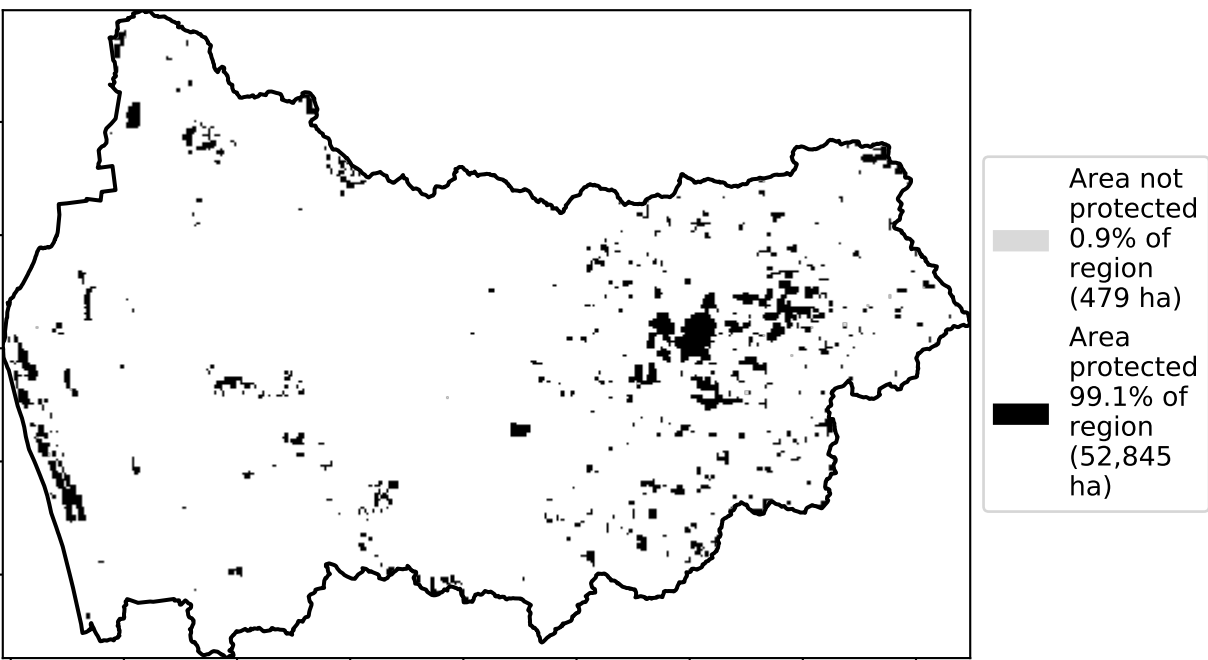 Area not
protected
0.9% of
region
(479 ha)
Area
protected
99.1% of
region
(52,845
ha)